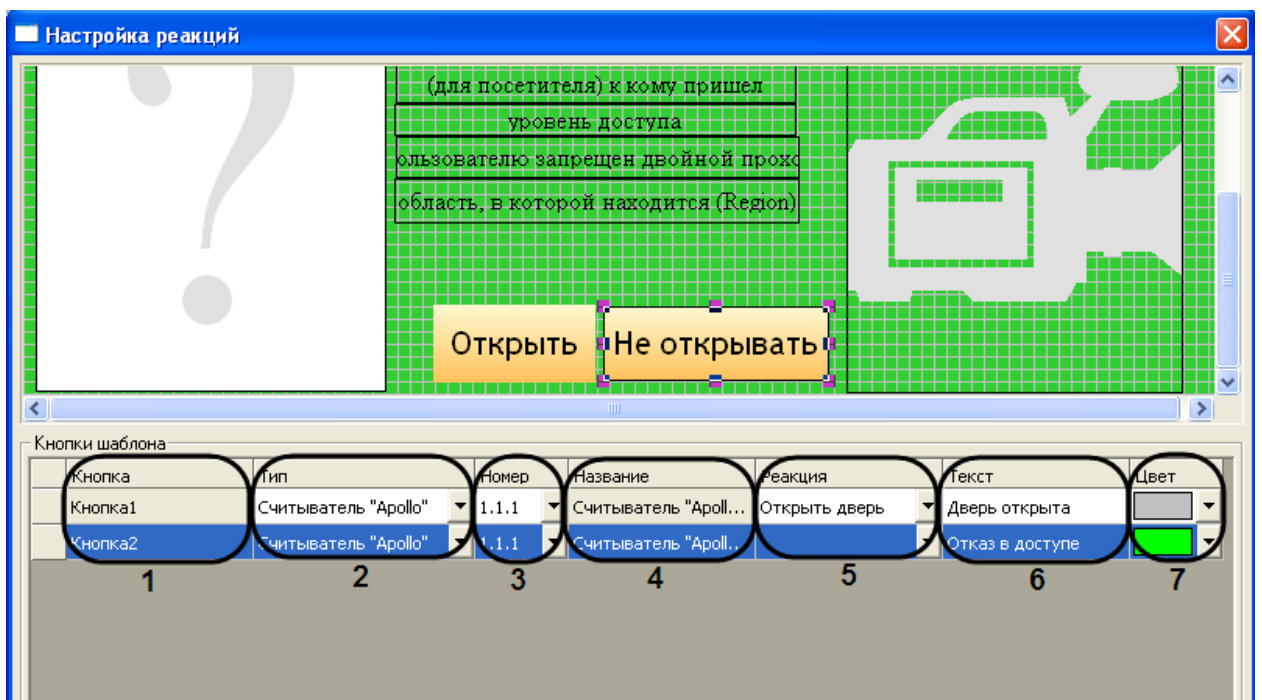 Настройка реакций
(для посетителя) к кому пришел
уровень доступа
ользователю запрещен двойной прохо
область, в которой находится (Region)
Открыть Не открывать
Кнопки шаблона
Кнопка Тип Номер Название Реакция Текст Цвет
Кнопка1 Считыватель "Apollo" 1.1.1 Считыватель "Apoll... Открыть дверь Дверь открыта
Кнопка2 Считыватель "Apollo" 1.1.1 Считыватель "Apoll... Отказ в доступе
1 2 3 4 5 6 7